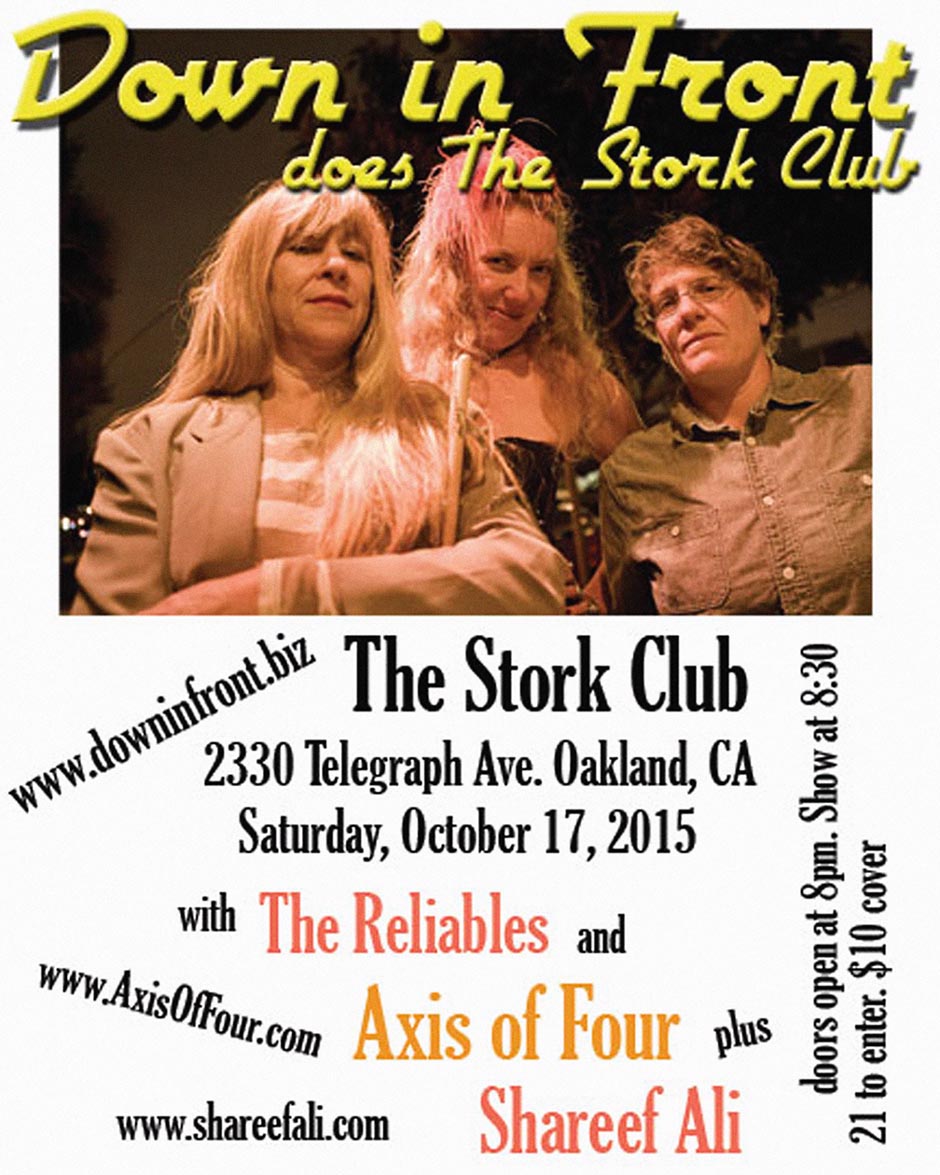 Down in Front
does The Stork Club
www.downinfront.biz
The Stork Club
2330 Telegraph Ave. Oakland, CA
Saturday, October 17, 2015
with The Reliables and
www.AxisOfFour.com
Axis of Four plus
www.shareefali.com
Shareef Ali
doors open at 8pm. Show at 8:30
21 to enter. $10 cover